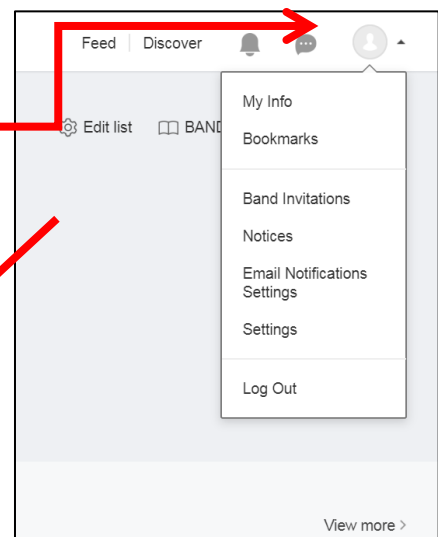 Feed Discover
Edit list BAND
My Info
Bookmarks
Band Invitations
Notices
Email Notifications
Settings
Settings
Log Out
View more >